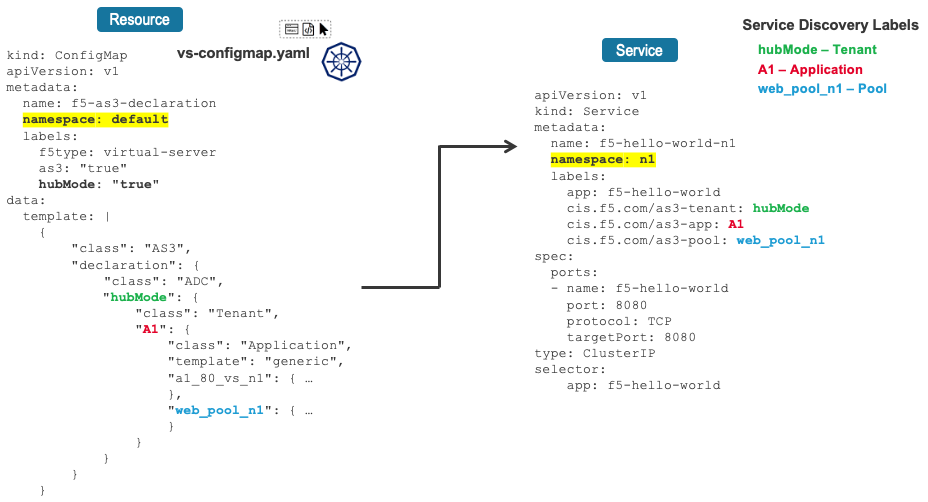 Resource
vs-configmap.yaml
kind: ConfigMap
apiVersion: v1
metadata:
  name: f5-as3-declaration
  namespace: default
  labels:
    f5type: virtual-server
    as3: "true"
    hubMode: "true"
data:
  template: |
    {
        "class": "AS3",
        "declaration": {
            "class": "ADC",
            "hubMode": {
                "class": "Tenant",
                "A1": {
                    "class": "Application",
                    "template": "generic",
                    "a1_80_vs_n1": { …
                    },
                    "web_pool_n1": { …
                    }
                }
            }
        }
    }
Service
apiVersion: v1
kind: Service
metadata:
  name: f5-hello-world-n1
  namespace: n1
  labels:
    app: f5-hello-world
    cis.f5.com/as3-tenant: hubMode
    cis.f5.com/as3-app: A1
    cis.f5.com/as3-pool: web_pool_n1
spec:
  ports:
  - name: f5-hello-world
    port: 8080
    protocol: TCP
    targetPort: 8080
type: ClusterIP
selector:
    app: f5-hello-world
Service Discovery Labels
hubMode – Tenant
A1 – Application
web_pool_n1 – Pool